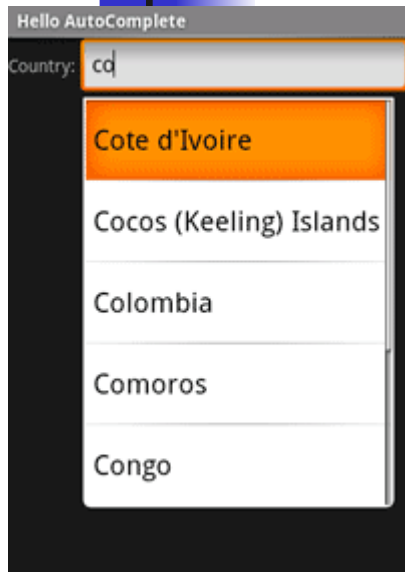 Hello AutoComplete
Country: co
Cote d'Ivoire
Cocos (Keeling) Islands
Colombia
Comoros
Congo